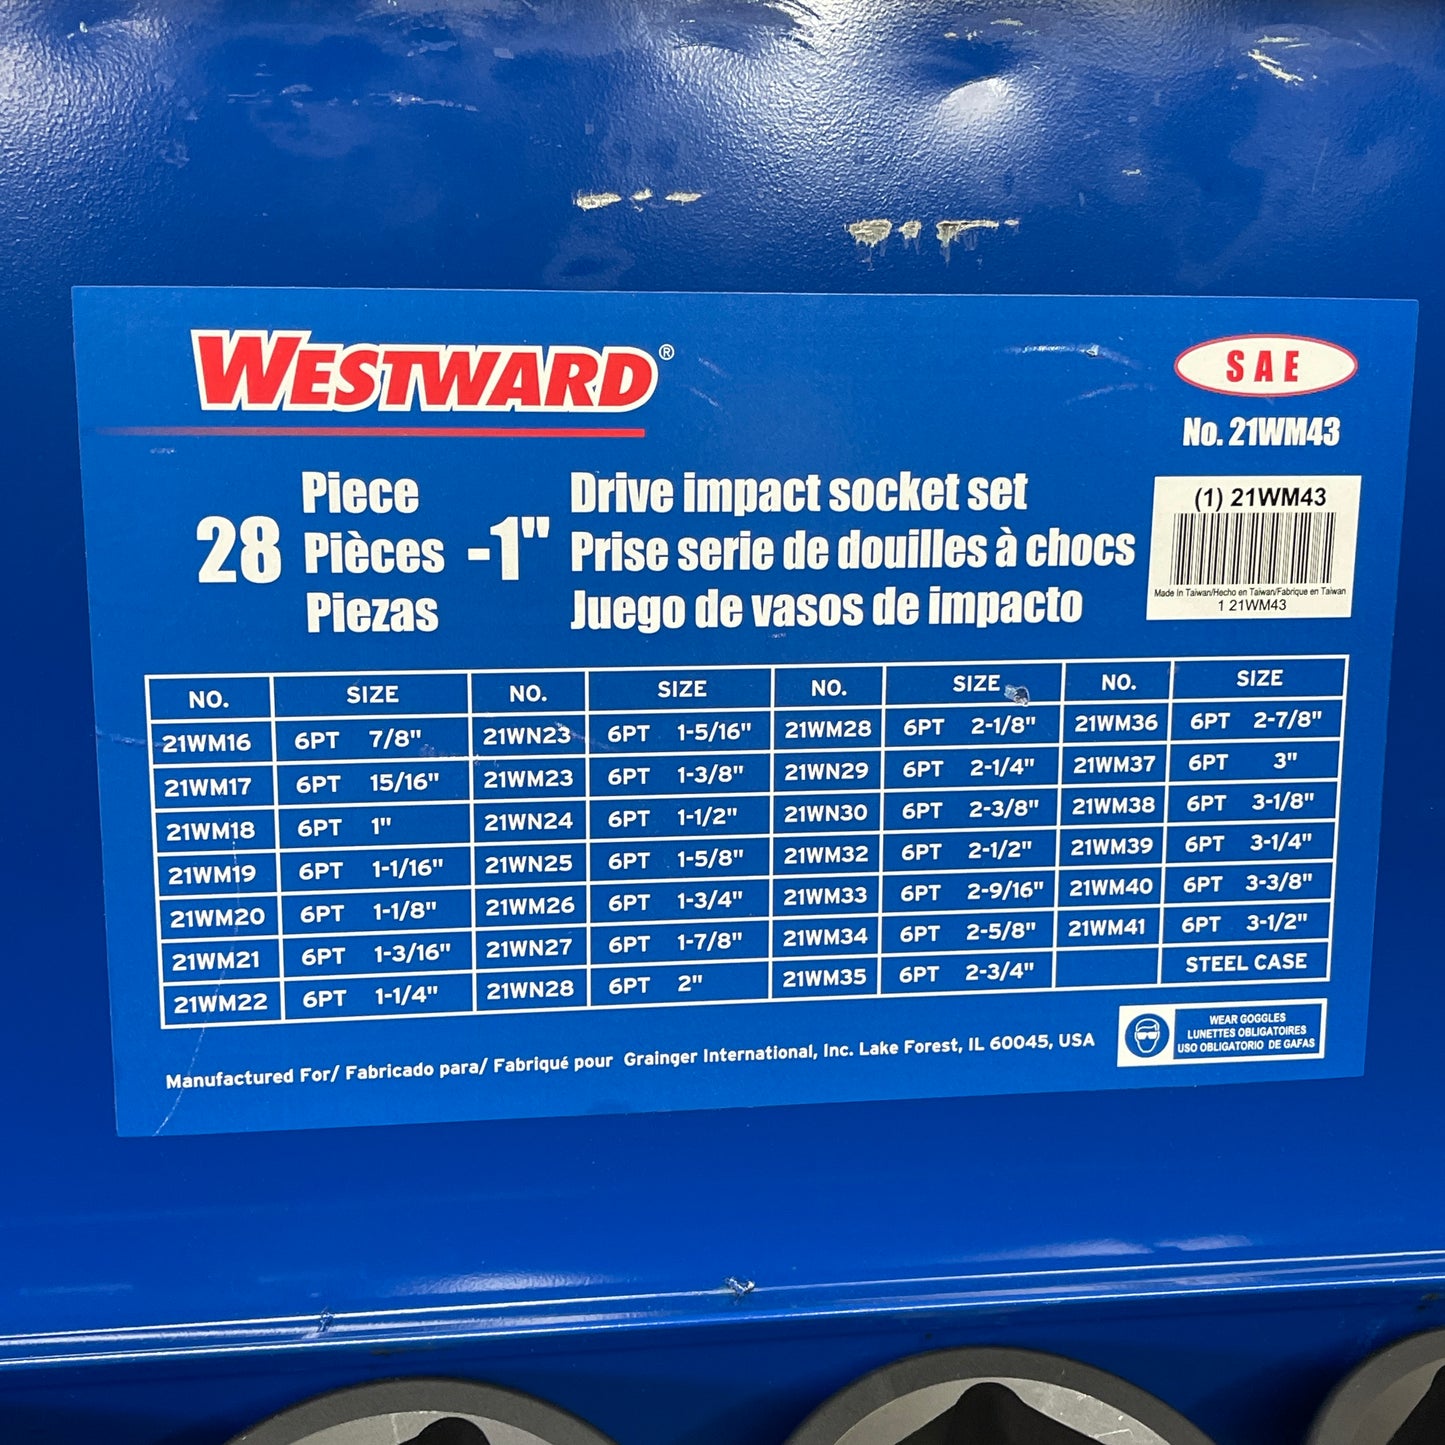 WESTWARD®
SAE
No. 21WM43
28 Piece -1" Drive impact socket set
Pièces Prise serie de douilles à chocs
Piezas Juego de vasos de impacto
(1) 21WM43
Made In Taiwan/Hecho en Taiwan/Fabrique en Taiwan
1 21WM43
NO. SIZE NO. SIZE NO. SIZE NO. SIZE
21WM16 6PT 7/8" 21WN23 6PT 1-5/16" 21WM28 6PT 2-1/8" 21WM36 6PT 2-7/8"
21WM17 6PT 15/16" 21WM23 6PT 1-3/8" 21WN29 6PT 2-1/4" 21WM37 6PT 3"
21WM18 6PT 1" 21WN24 6PT 1-1/2" 21WN30 6PT 2-3/8" 21WM38 6PT 3-1/8"
21WM19 6PT 1-1/16" 21WN25 6PT 1-5/8" 21WM32 6PT 2-1/2" 21WM39 6PT 3-1/4"
21WM20 6PT 1-1/8" 21WM26 6PT 1-3/4" 21WM33 6PT 2-9/16" 21WM40 6PT 3-3/8"
21WM21 6PT 1-3/16" 21WN27 6PT 1-7/8" 21WM34 6PT 2-5/8" 21WM41 6PT 3-1/2"
21WM22 6PT 1-1/4" 21WN28 6PT 2" 21WM35 6PT 2-3/4" STEEL CASE
WEAR GOGGLES
LUNETTES OBLIGATOIRES
USO OBLIGATORIO DE GAFAS
Manufactured For/ Fabricado para/ Fabriqué pour Grainger International, Inc. Lake Forest, IL 60045, USA